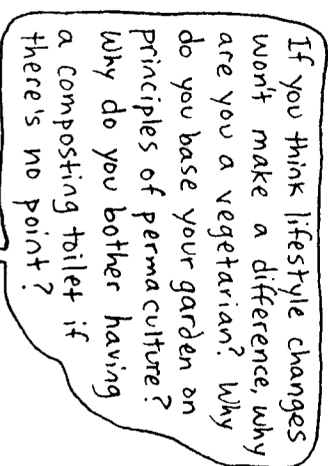 If you think lifestyle changes
won't make a difference, why
are you a vegetarian? Why
do you base your garden on
principles of permaculture?
Why do you bother having
a composting toilet if
there's no point?